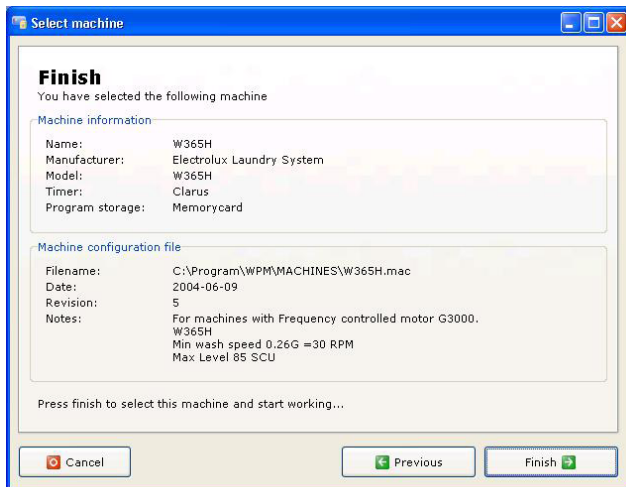 Select machine
Finish
You have selected the following machine
Machine information
Name: W365H
Manufacturer: Electrolux Laundry System
Model: W365H
Timer: Clarus
Program storage: Memorycard
Machine configuration file
Filename: C:\Program\WPM\MACHINES\W365H.mac
Date: 2004-06-09
Revision: 5
Notes: For machines with Frequency controlled motor G3000.
W365H
Min wash speed 0.26G =30 RPM
Max Level 85 SCU
Press finish to select this machine and start working...
Cancel Previous Finish